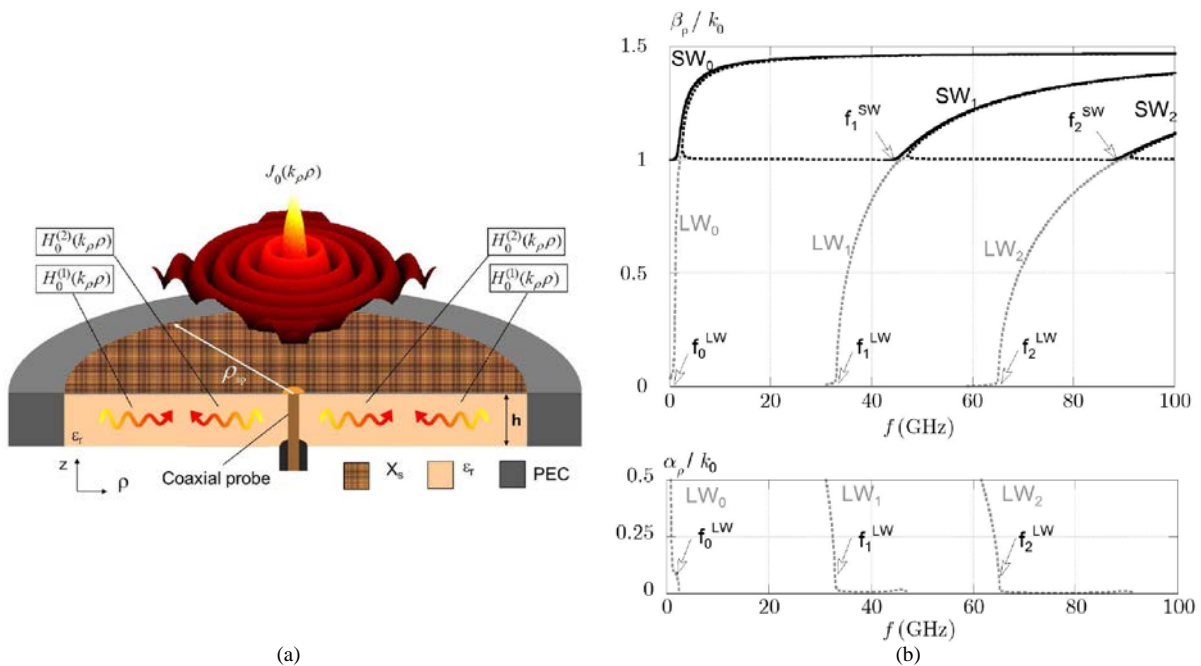 J₀(kᵨρ)
H₀⁽²⁾(kᵨρ)
H₀⁽¹⁾(kᵨρ)
H₀⁽²⁾(kᵨρ)
H₀⁽¹⁾(kᵨρ)
h
εᵣ
z
ρ
Coaxial probe
Xₛ
εᵣ
PEC
(a)
βᵨ / k₀
1.5
1
0.5
0
SW₀
SW₁
SW₂
f₁ˢᵂ
f₂ˢᵂ
LW₀
LW₁
LW₂
f₀ᴸᵂ
f₁ᴸᵂ
f₂ᴸᵂ
0 20 40 60 80 100
f (GHz)
αᵨ / k₀
0.5
0.25
0
LW₀
LW₁
LW₂
f₀ᴸᵂ
f₁ᴸᵂ
f₂ᴸᵂ
0 20 40 60 80 100
f (GHz)
(b)